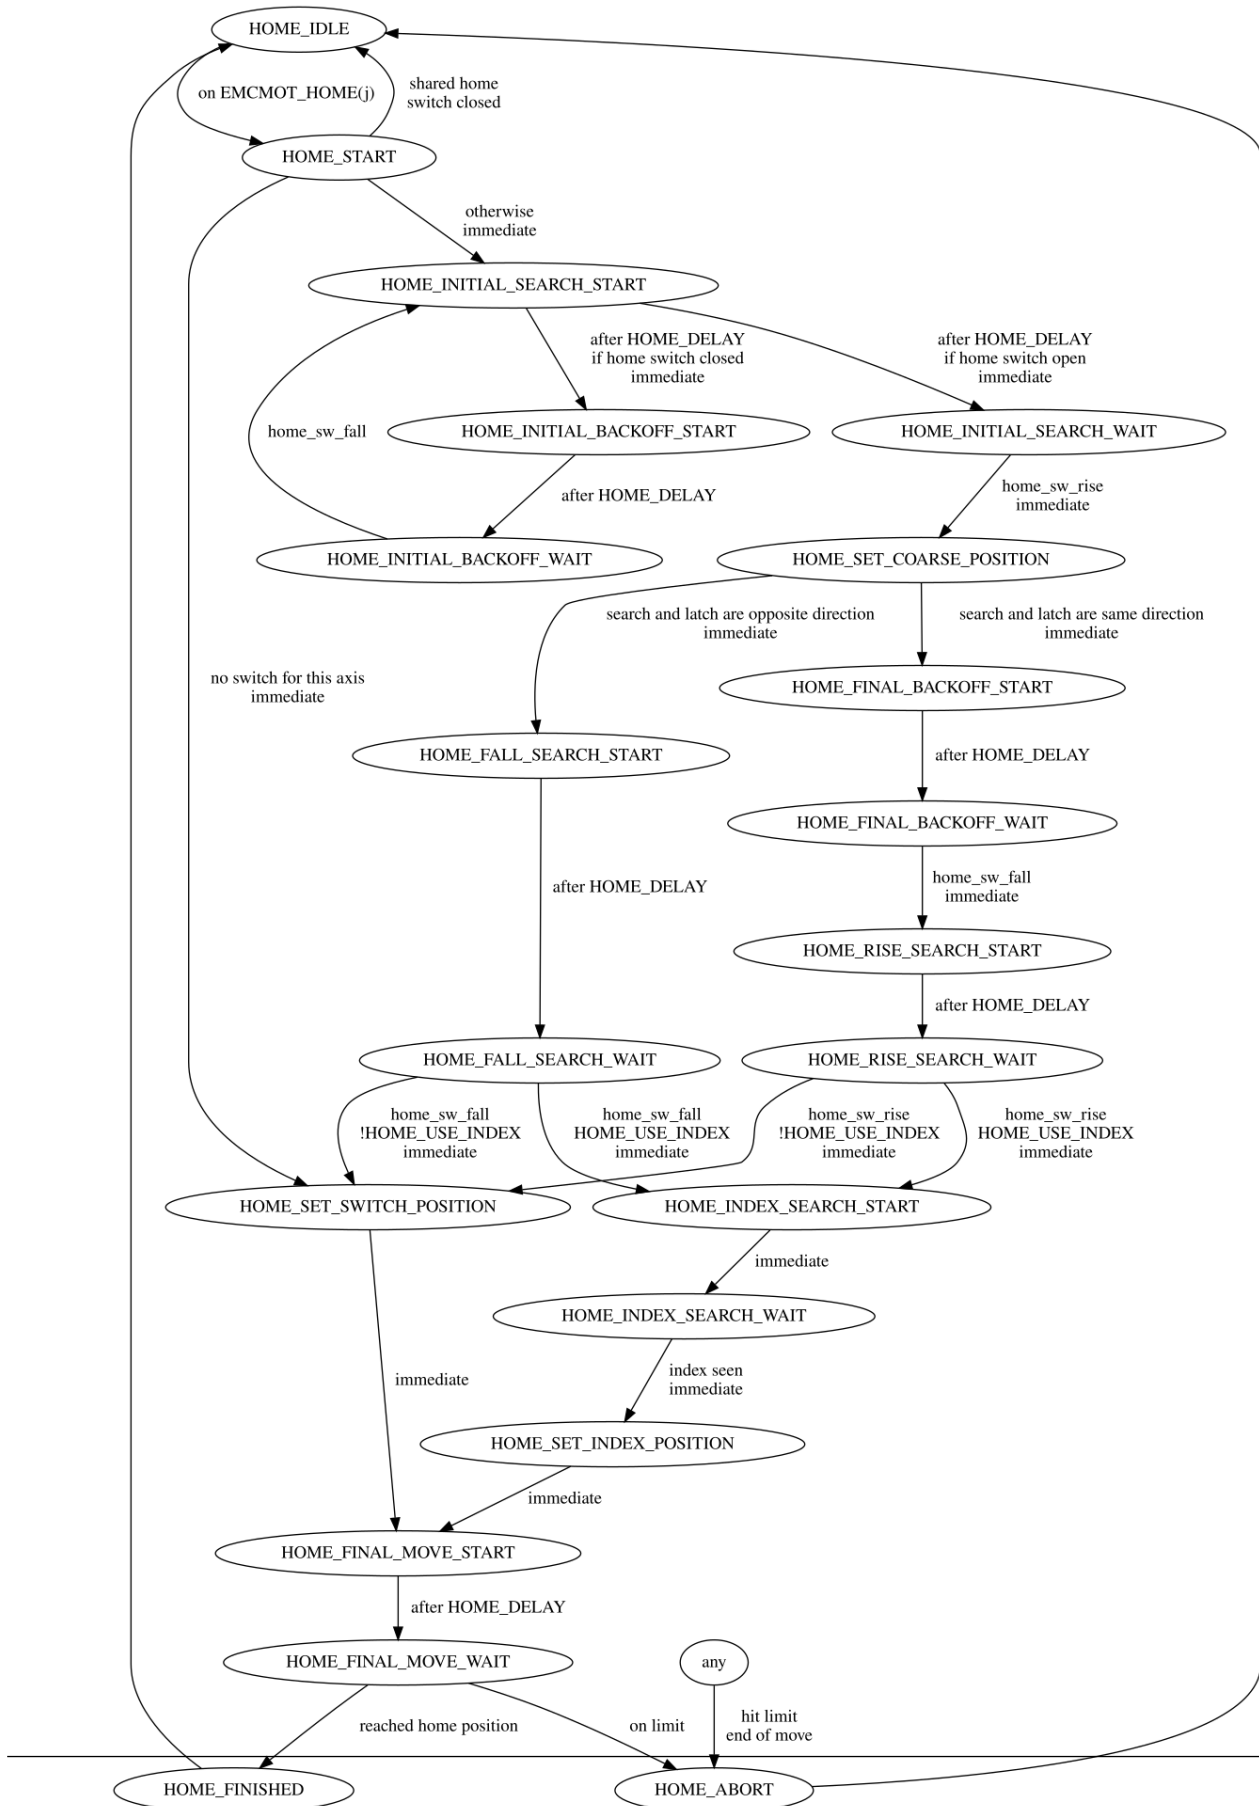 HOME_IDLE
on EMCMOT_HOME(j)
shared home
switch closed
HOME_START
otherwise
immediate
HOME_INITIAL_SEARCH_START
after HOME_DELAY
if home switch closed
immediate
after HOME_DELAY
if home switch open
immediate
home_sw_fall
HOME_INITIAL_BACKOFF_START
HOME_INITIAL_SEARCH_WAIT
after HOME_DELAY
home_sw_rise
immediate
HOME_INITIAL_BACKOFF_WAIT
HOME_SET_COARSE_POSITION
search and latch are opposite direction
immediate
search and latch are same direction
immediate
no switch for this axis
immediate
HOME_FINAL_BACKOFF_START
HOME_FALL_SEARCH_START
after HOME_DELAY
HOME_FINAL_BACKOFF_WAIT
after HOME_DELAY
home_sw_fall
immediate
HOME_RISE_SEARCH_START
after HOME_DELAY
HOME_FALL_SEARCH_WAIT
HOME_RISE_SEARCH_WAIT
home_sw_fall
!HOME_USE_INDEX
immediate
home_sw_fall
HOME_USE_INDEX
immediate
home_sw_rise
!HOME_USE_INDEX
immediate
home_sw_rise
HOME_USE_INDEX
immediate
HOME_SET_SWITCH_POSITION
HOME_INDEX_SEARCH_START
immediate
HOME_INDEX_SEARCH_WAIT
immediate
index seen
immediate
HOME_SET_INDEX_POSITION
immediate
HOME_FINAL_MOVE_START
after HOME_DELAY
HOME_FINAL_MOVE_WAIT
any
reached home position
on limit
hit limit
end of move
HOME_FINISHED
HOME_ABORT